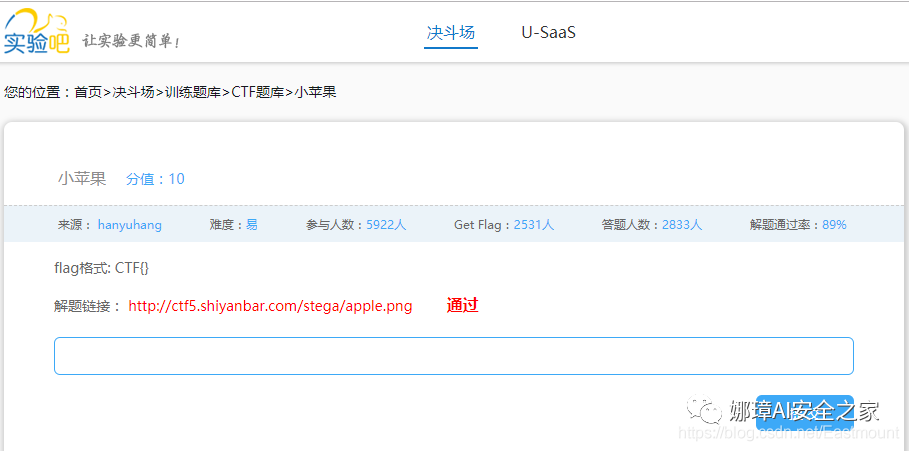 实验吧 让实验更简单！ 决斗场 U-SaaS
您的位置：首页>决斗场>训练题库>CTF题库>小苹果
小苹果 分值：10
来源： hanyuhang 难度：易 参与人数：5922人 Get Flag：2531人 答题人数：2833人 解题通过率：89%
flag格式: CTF{}
解题链接： http://ctf5.shiyanbar.com/stega/apple.png 通过
娜璋AI安全之家
https://blog.csdn.net/Eastmount